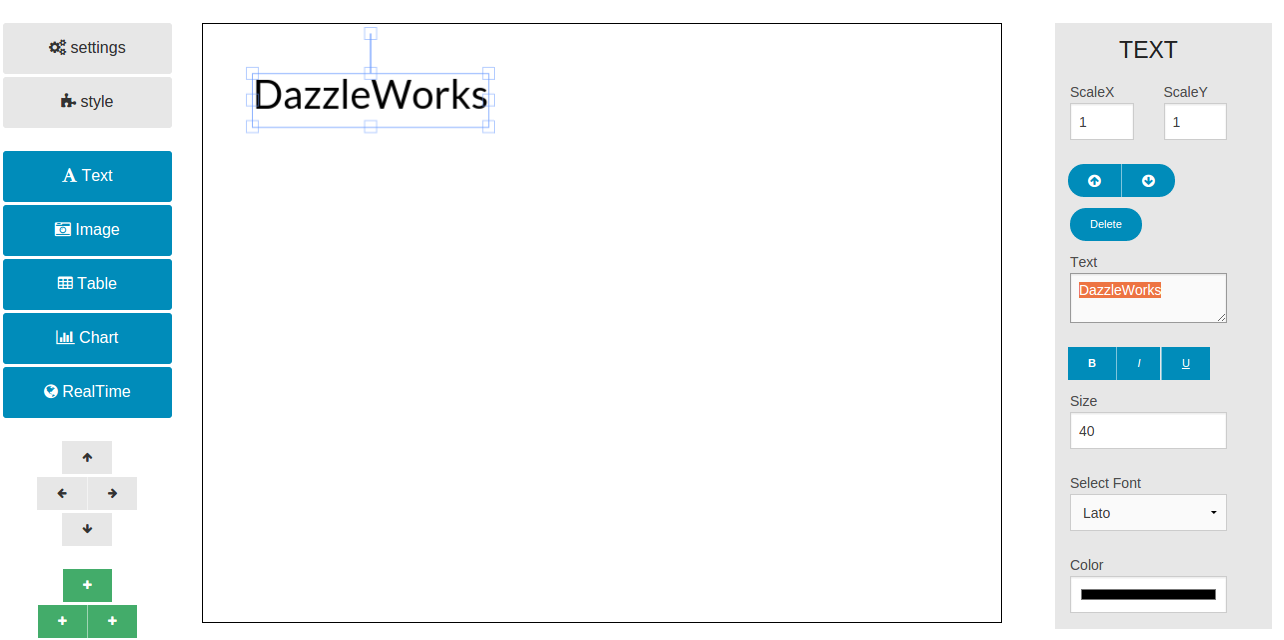 settings
style
Text
Image
Table
Chart
RealTime
DazzleWorks
TEXT
ScaleX ScaleY
1 1
Delete
Text
DazzleWorks
B I U
Size
40
Select Font
Lato
Color